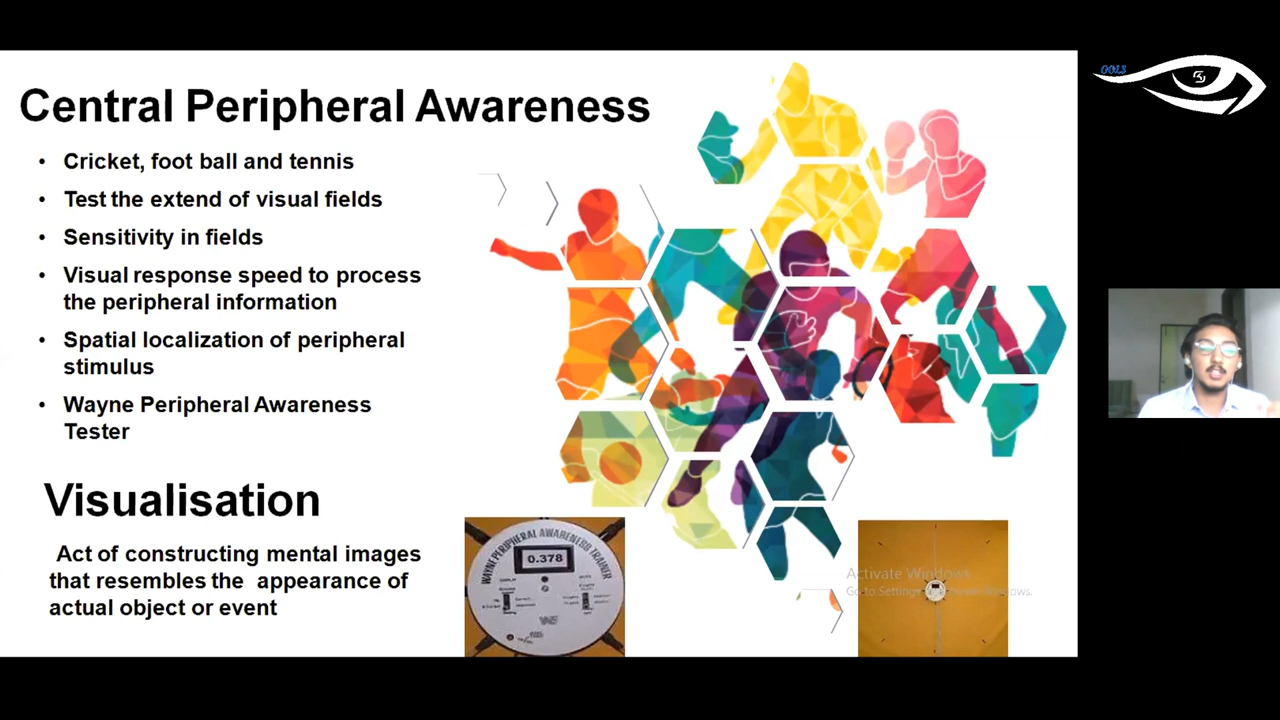 Central Peripheral Awareness
• Cricket, foot ball and tennis
• Test the extend of visual fields
• Sensitivity in fields
• Visual response speed to process
the peripheral information
• Spatial localization of peripheral
stimulus
• Wayne Peripheral Awareness
Tester
Visualisation
Act of constructing mental images
that resembles the appearance of
actual object or event
WAYNE PERIPHERAL AWARENESS TRAINER
0.378
Activate Windows
Go to Settings